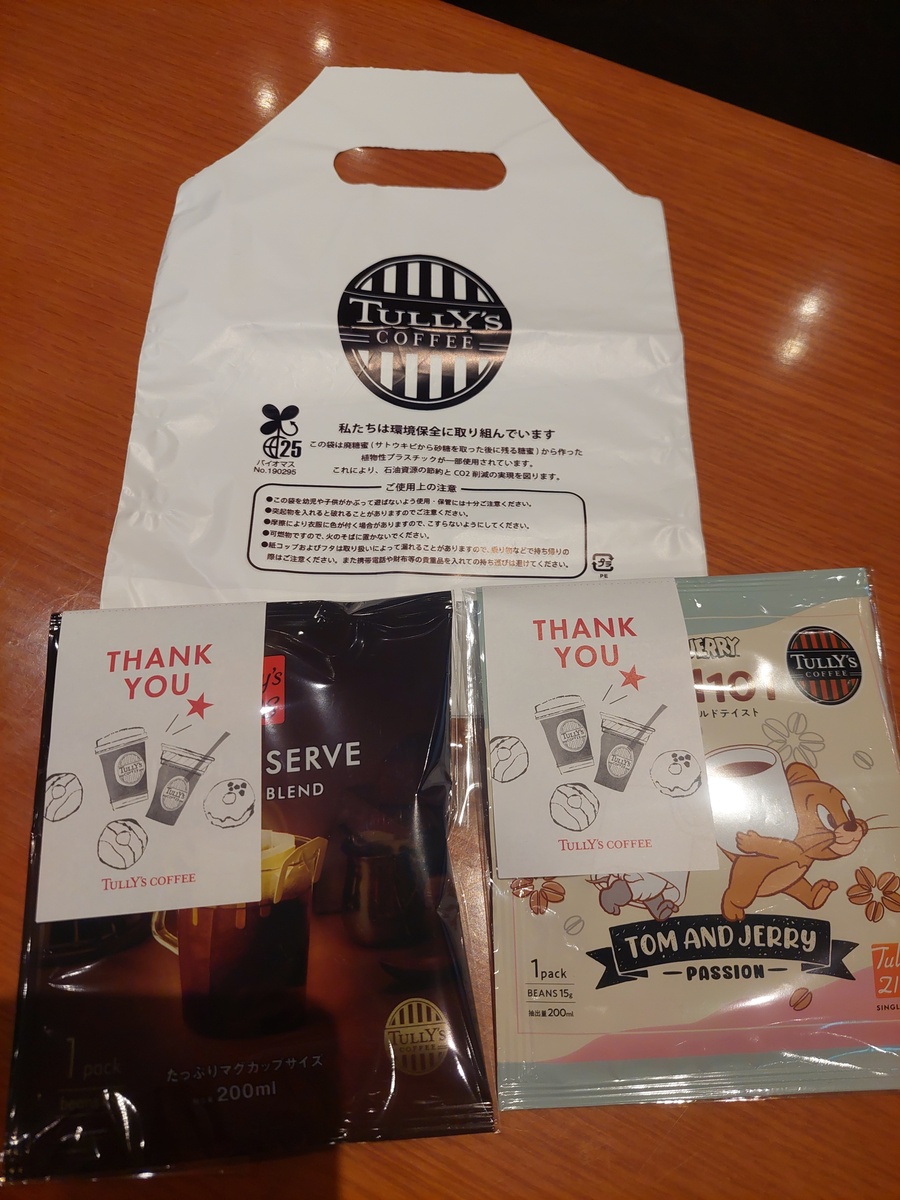 TULLY'S
COFFEE
私たちは環境保全に取り組んでいます
この袋は廃糖蜜(サトウキビから砂糖を取った後に残る糖蜜)から作った
植物性プラスチックが一部使用されています。
これにより、石油資源の節約と CO2 削減の実現を図ります。
25
バイオマス
No.190295
ご使用上の注意
●この袋を幼児や子供がかぶって遊ばないよう使用・保管には十分ご注意ください。
●突起物を入れると破れることがありますのでご注意ください。
●摩擦により衣服に色が付く場合がありますので、こすらないようにしてください。
●可燃物ですので、火のそばに置かないでください。
●紙コップおよびフタは取り扱いによって漏れることがありますので、乗り物などで持ち帰りの
際はご注意ください。また携帯電話や財布等の貴重品を入れての持ち運びは避けてください。
プラ
PE
THANK
YOU
TULLY'S
TULLY'S
TULLY'S COFFEE
SERVE
BLEND
TULLY'S
COFFEE
1 pack
たっぷりマグカップサイズ
200ml
THANK
YOU
TULLY'S
TULLY'S
TULLY'S COFFEE
JERRY
TULLY'S
COFFEE
ルドテイスト
TOM AND JERRY
PASSION
1pack
BEANS 15g
抽出量200ml
SINGL